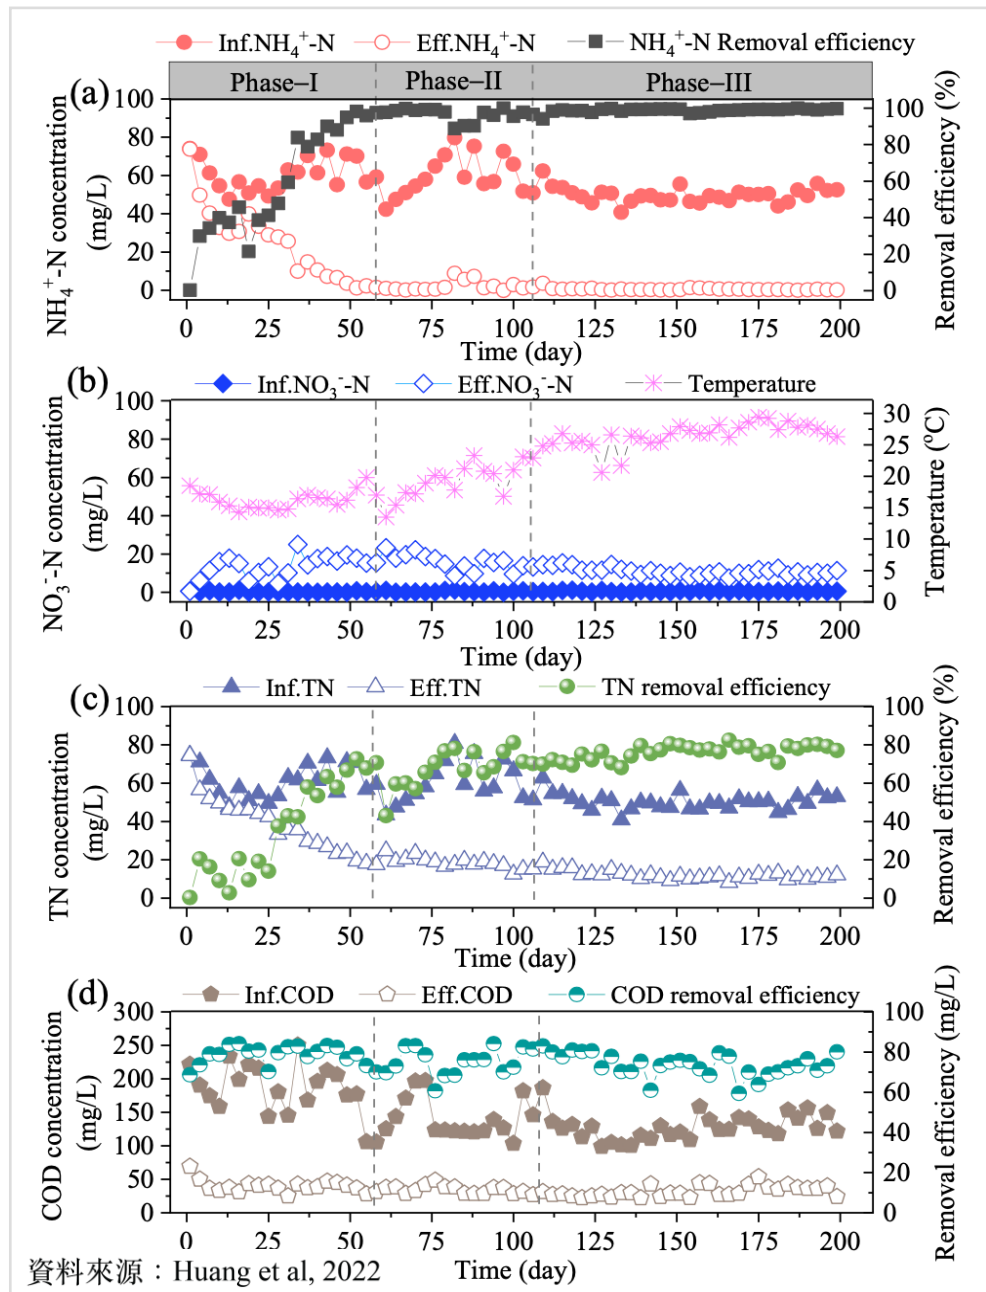 Inf.NH₄⁺-N Eff.NH₄⁺-N NH₄⁺-N Removal efficiency
(a) Phase–I Phase–II Phase–III
NH₄⁺-N concentration (mg/L)
100 80 60 40 20 0
Removal efficiency (%)
100 80 60 40 20 0
0 25 50 75 100 125 150 175 200
Time (day)
(b) Inf.NO₃⁻-N Eff.NO₃⁻-N Temperature
NO₃⁻-N concentration (mg/L)
100 80 60 40 20 0
Temperature (°C)
30 25 20 15 10 5 0
0 25 50 75 100 125 150 175 200
Time (day)
(c) Inf.TN Eff.TN TN removal efficiency
TN concentration (mg/L)
100 80 60 40 20 0
Removal efficiency (%)
100 80 60 40 20 0
0 25 50 75 100 125 150 175 200
Time (day)
(d) Inf.COD Eff.COD COD removal efficiency
COD concentration (mg/L)
300 250 200 150 100 50 0
Removal efficiency (mg/L)
100 80 60 40 20 0
0 25 50 75 100 125 150 175 200
Time (day)
資料來源：Huang et al, 2022